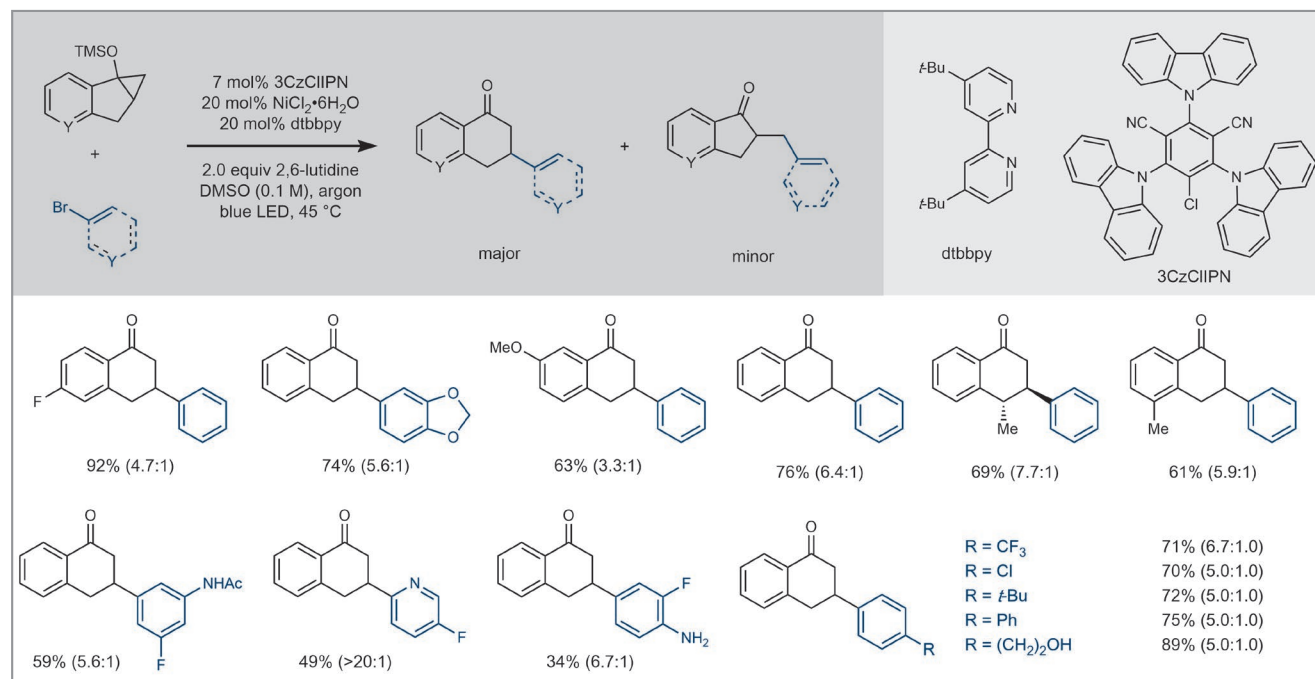 TMSO
Y
+
Br
Y
7 mol% 3CzClIPN
20 mol% NiCl2•6H2O
20 mol% dtbbpy
2.0 equiv 2,6-lutidine
DMSO (0.1 M), argon
blue LED, 45 °C
O
Y
Y
major
+
O
Y
Y
minor
t-Bu
N
N
t-Bu
dtbbpy
N
NC
CN
N
N
Cl
3CzClIPN
O
F
92% (4.7:1)
O
O
O
74% (5.6:1)
O
MeO
63% (3.3:1)
O
76% (6.4:1)
O
Me
69% (7.7:1)
O
Me
61% (5.9:1)
O
NHAc
F
59% (5.6:1)
O
N
F
49% (>20:1)
O
F
NH2
34% (6.7:1)
O
R
R = CF3 71% (6.7:1.0)
R = Cl 70% (5.0:1.0)
R = t-Bu 72% (5.0:1.0)
R = Ph 75% (5.0:1.0)
R = (CH2)2OH 89% (5.0:1.0)